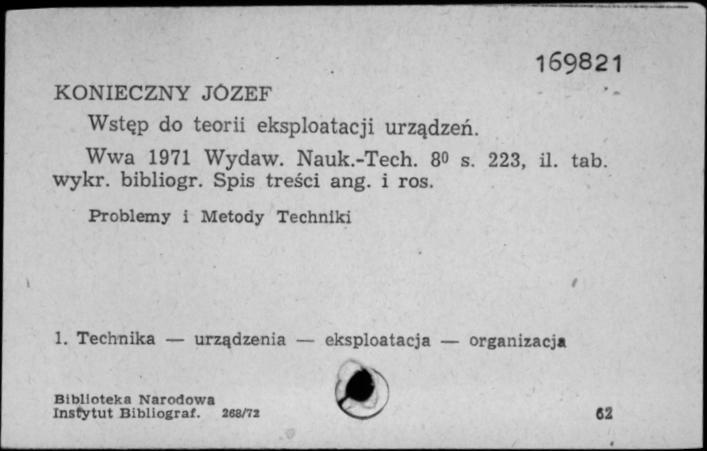 169821
KONIECZNY JÓZEF
Wstęp do teorii eksploatacji urządzeń.
Wwa 1971 Wydaw. Nauk.-Tech. 8⁰ s. 223, il. tab.
wykr. bibliogr. Spis treści ang. i ros.
Problemy i Metody Techniki
1. Technika — urządzenia — eksploatacja — organizacja
Biblioteka Narodowa
Instytut Bibliograf. 268/72
62